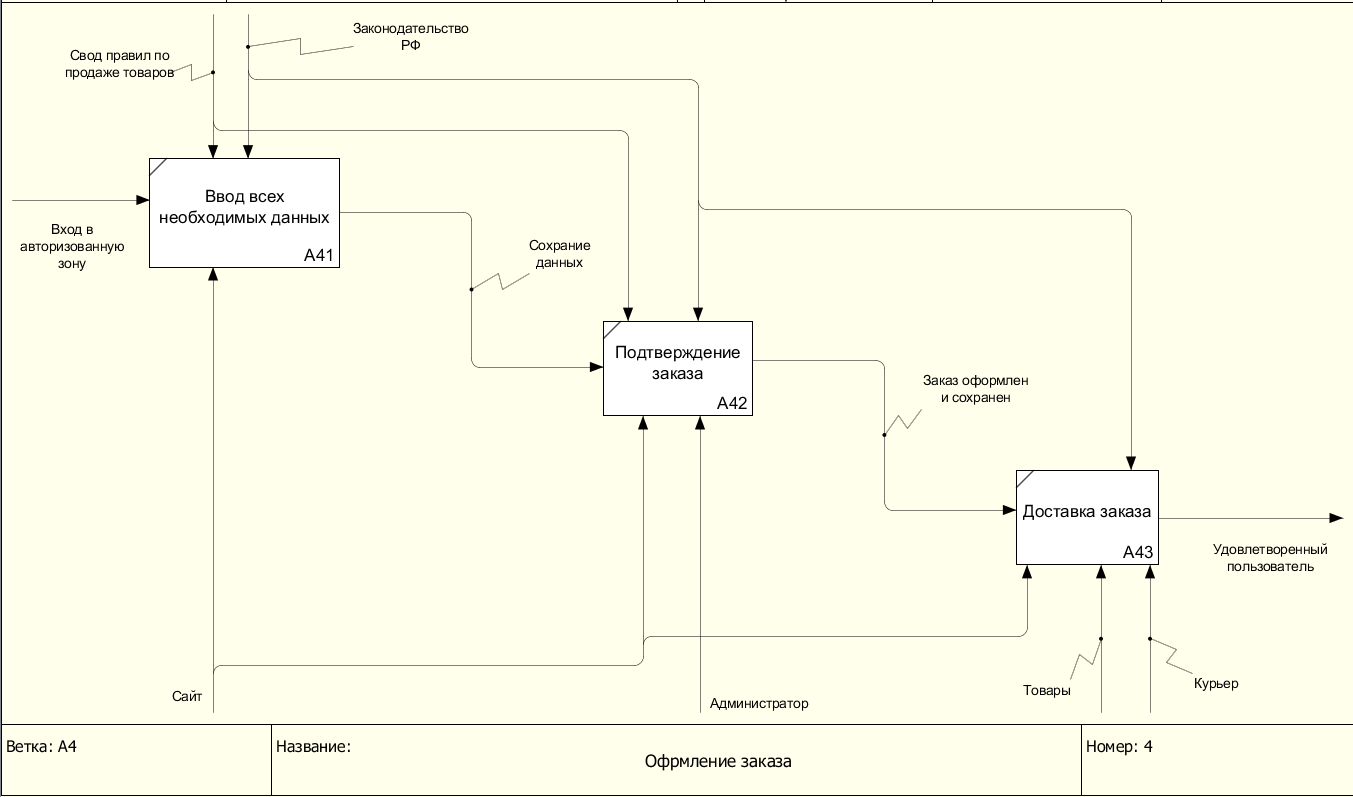 Законодательство
РФ
Свод правил по
продаже товаров
Ввод всех
необходимых данных
A41
Вход в
авторизованную
зону
Сохрание
данных
Подтверждение
заказа
A42
Заказ оформлен
и сохранен
Доставка заказа
A43
Удовлетворенный
пользователь
Сайт
Администратор
Товары
Курьер
Ветка: A4
Название:
Офрмление заказа
Номер: 4